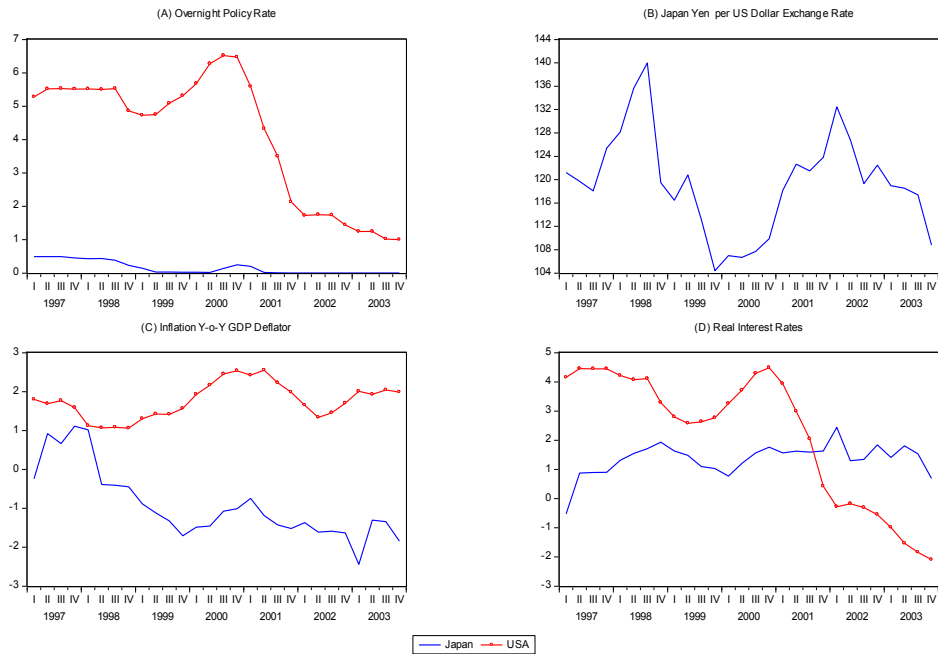 (A) Overnight Policy Rate
7
6
5
4
3
2
1
0
I II III IV I II III IV I II III IV I II III IV I II III IV I II III IV I II III IV
1997 1998 1999 2000 2001 2002 2003
(B) Japan Yen per US Dollar Exchange Rate
144
140
136
132
128
124
120
116
112
108
104
I II III IV I II III IV I II III IV I II III IV I II III IV I II III IV I II III IV
1997 1998 1999 2000 2001 2002 2003
(C) Inflation Y-o-Y GDP Deflator
3
2
1
0
-1
-2
-3
I II III IV I II III IV I II III IV I II III IV I II III IV I II III IV I II III IV
1997 1998 1999 2000 2001 2002 2003
(D) Real Interest Rates
5
4
3
2
1
0
-1
-2
-3
I II III IV I II III IV I II III IV I II III IV I II III IV I II III IV I II III IV
1997 1998 1999 2000 2001 2002 2003
Japan USA